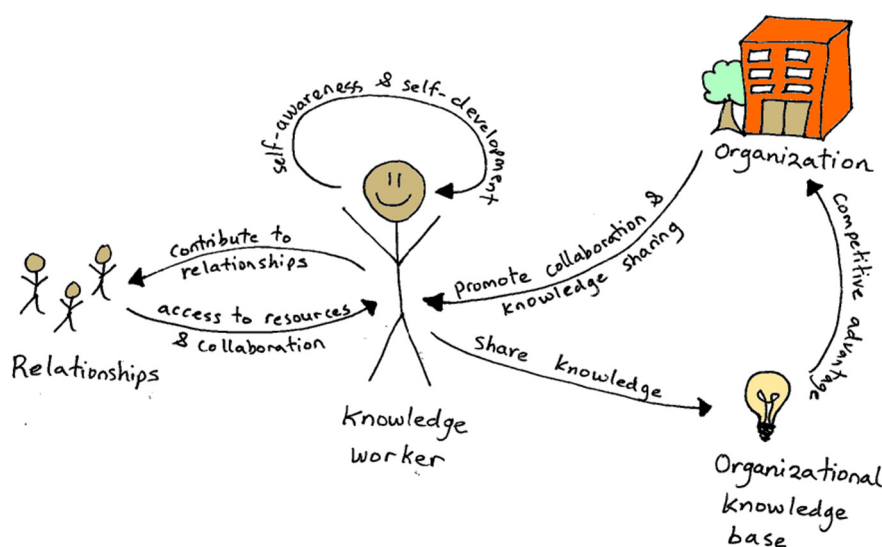 self-awareness & self-development
Organization
contribute to
relationships
promote collaboration &
knowledge sharing
competitive advantage
access to resources
& collaboration
Relationships
share knowledge
Knowledge
worker
Organizational
knowledge
base